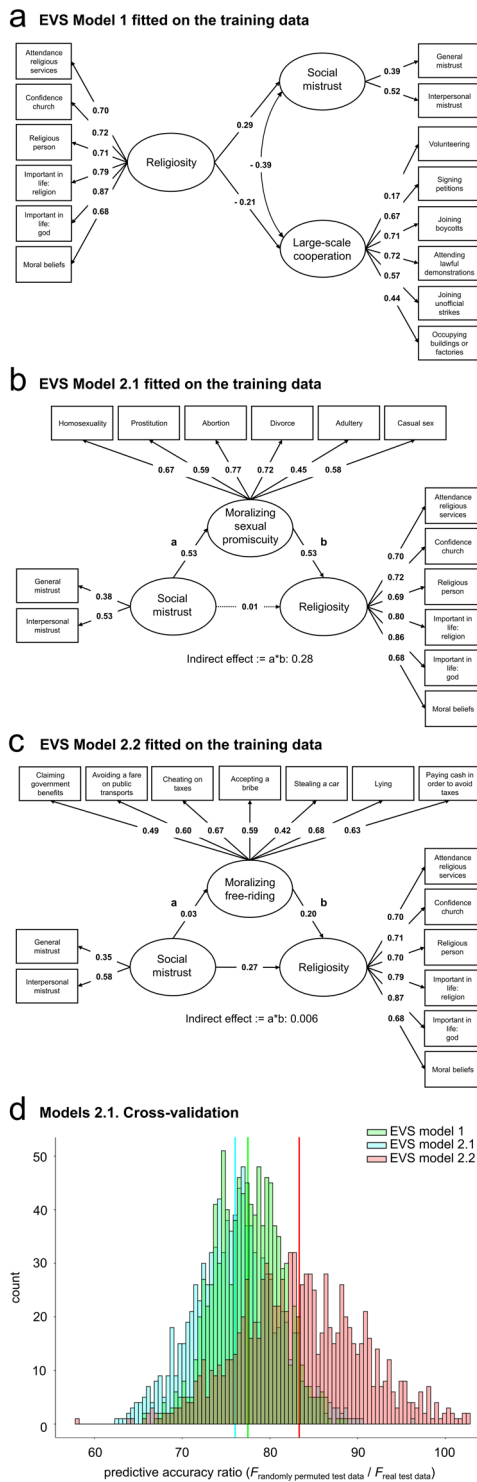 a EVS Model 1 fitted on the training data
Attendance
religious
services
Confidence
church
Religious
person
Important in
life:
religion
Important in
life:
god
Moral beliefs
0.70
0.72
0.71
0.79
0.87
0.68
Religiosity
0.29
- 0.39
- 0.21
Social
mistrust
0.39
0.52
General
mistrust
Interpersonal
mistrust
Large-scale
cooperation
0.17
0.67
0.71
0.72
0.57
0.44
Volunteering
Signing
petitions
Joining
boycotts
Attending
lawful
demonstrations
Joining
unofficial
strikes
Occupying
buildings or
factories
b EVS Model 2.1 fitted on the training data
Homosexuality
Prostitution
Abortion
Divorce
Adultery
Casual sex
0.67
0.59
0.77
0.72
0.45
0.58
Moralizing
sexual
promiscuity
a
0.53
b
0.53
General
mistrust
Interpersonal
mistrust
0.38
0.53
Social
mistrust
0.01
Religiosity
0.70
0.72
0.69
0.80
0.86
0.68
Attendance
religious
services
Confidence
church
Religious
person
Important in
life:
religion
Important in
life:
god
Moral beliefs
Indirect effect := a*b: 0.28
c EVS Model 2.2 fitted on the training data
Claiming
government
benefits
Avoiding a fare
on public
transports
Cheating on
taxes
Accepting a
bribe
Stealing a car
Lying
Paying cash in
order to avoid
taxes
0.49
0.60
0.67
0.59
0.42
0.68
0.63
Moralizing
free-riding
a
0.03
b
0.20
General
mistrust
Interpersonal
mistrust
0.35
0.58
Social
mistrust
0.27
Religiosity
0.70
0.71
0.70
0.79
0.87
0.68
Attendance
religious
services
Confidence
church
Religious
person
Important in
life:
religion
Important in
life:
god
Moral beliefs
Indirect effect := a*b: 0.006
d Models 2.1. Cross-validation
EVS model 1
EVS model 2.1
EVS model 2.2
50
40
30
20
10
0
count
60 70 80 90 100
predictive accuracy ratio (F randomly permuted test data / F real test data)